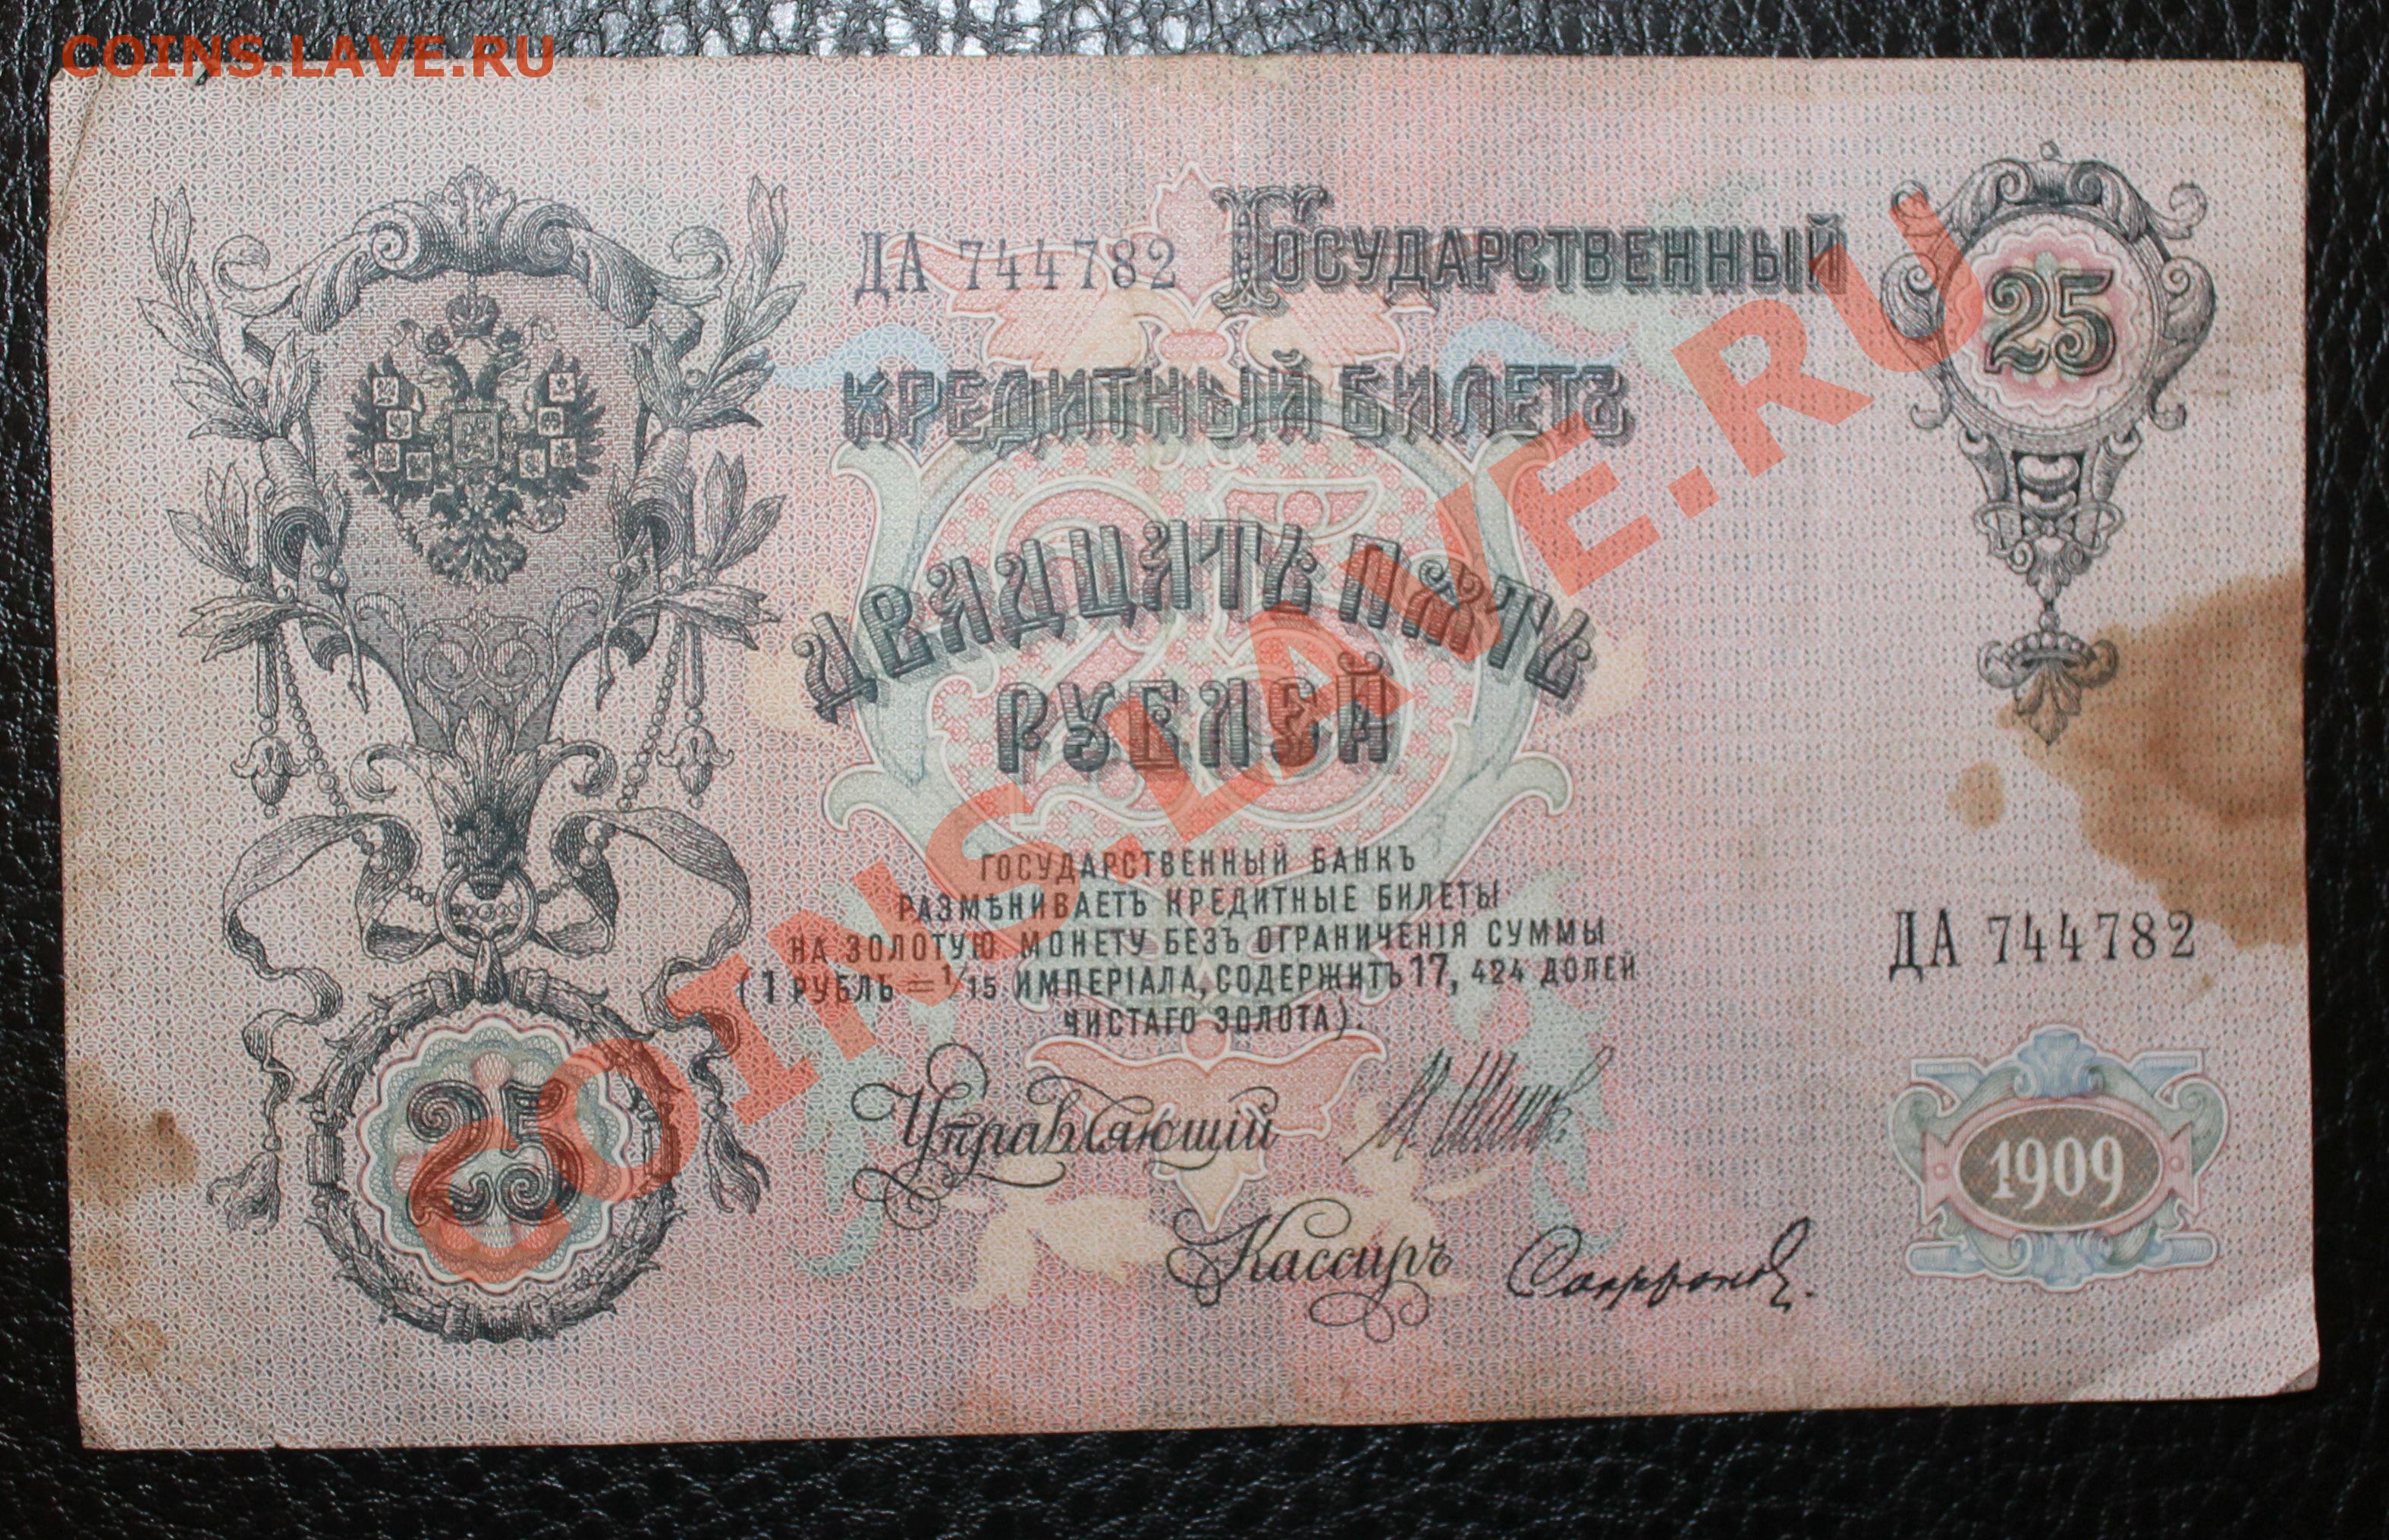 COINS.LAVE.RU
ДА 744782 Государственный
25
КРЕДИТНЫЙ БИЛЕТЪ
ДВАДЦАТЬ ПЯТЬ
РУБЛЕЙ
ГОСУДАРСТВЕННЫЙ БАНКЪ
РАЗМѢНИВАЕТЪ КРЕДИТНЫЕ БИЛЕТЫ
НА ЗОЛОТУЮ МОНЕТУ БЕЗЪ ОГРАНИЧЕНІЯ СУММЫ
(1 РУБЛЬ = 1/15 ИМПЕРІАЛА, СОДЕРЖИТЪ 17, 424 ДОЛЕЙ
ЧИСТАГО ЗОЛОТА).
ДА 744782
25
Управляющій
Кассиръ
1909
COINS.LAVE.RU